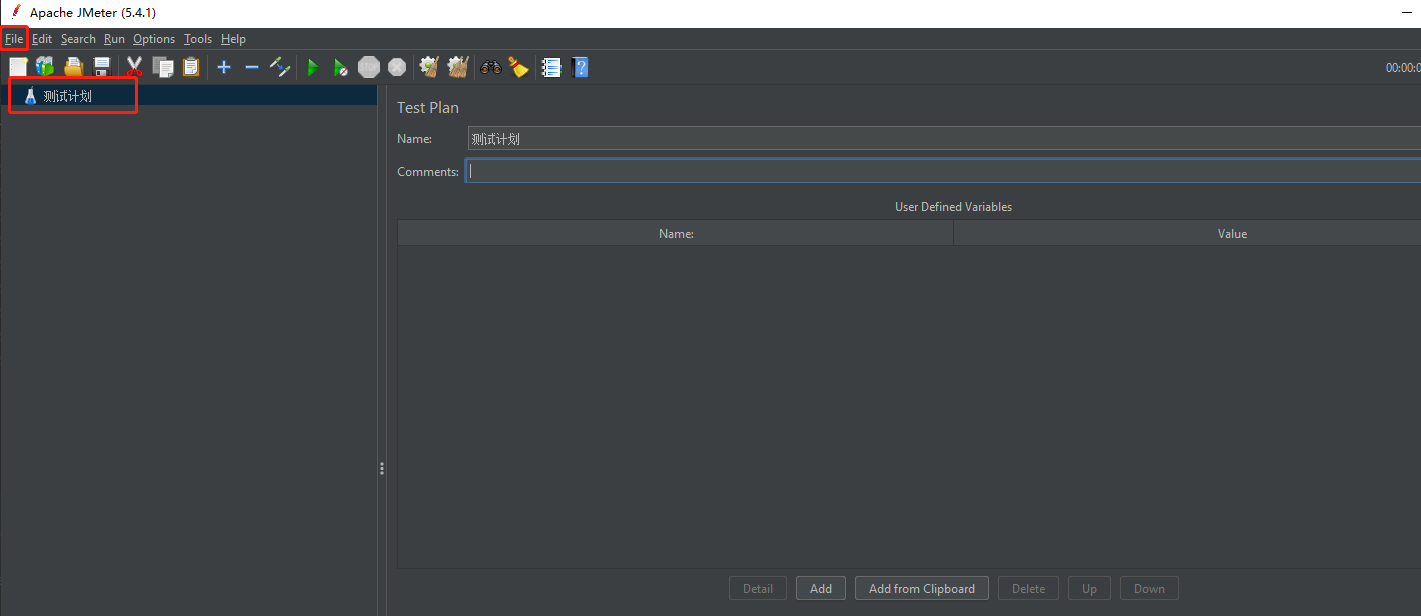 Apache JMeter (5.4.1)
File Edit Search Run Options Tools Help
STOP
00:00:0
测试计划
Test Plan
Name: 测试计划
Comments:
User Defined Variables
Name: Value
Detail Add Add from Clipboard Delete Up Down